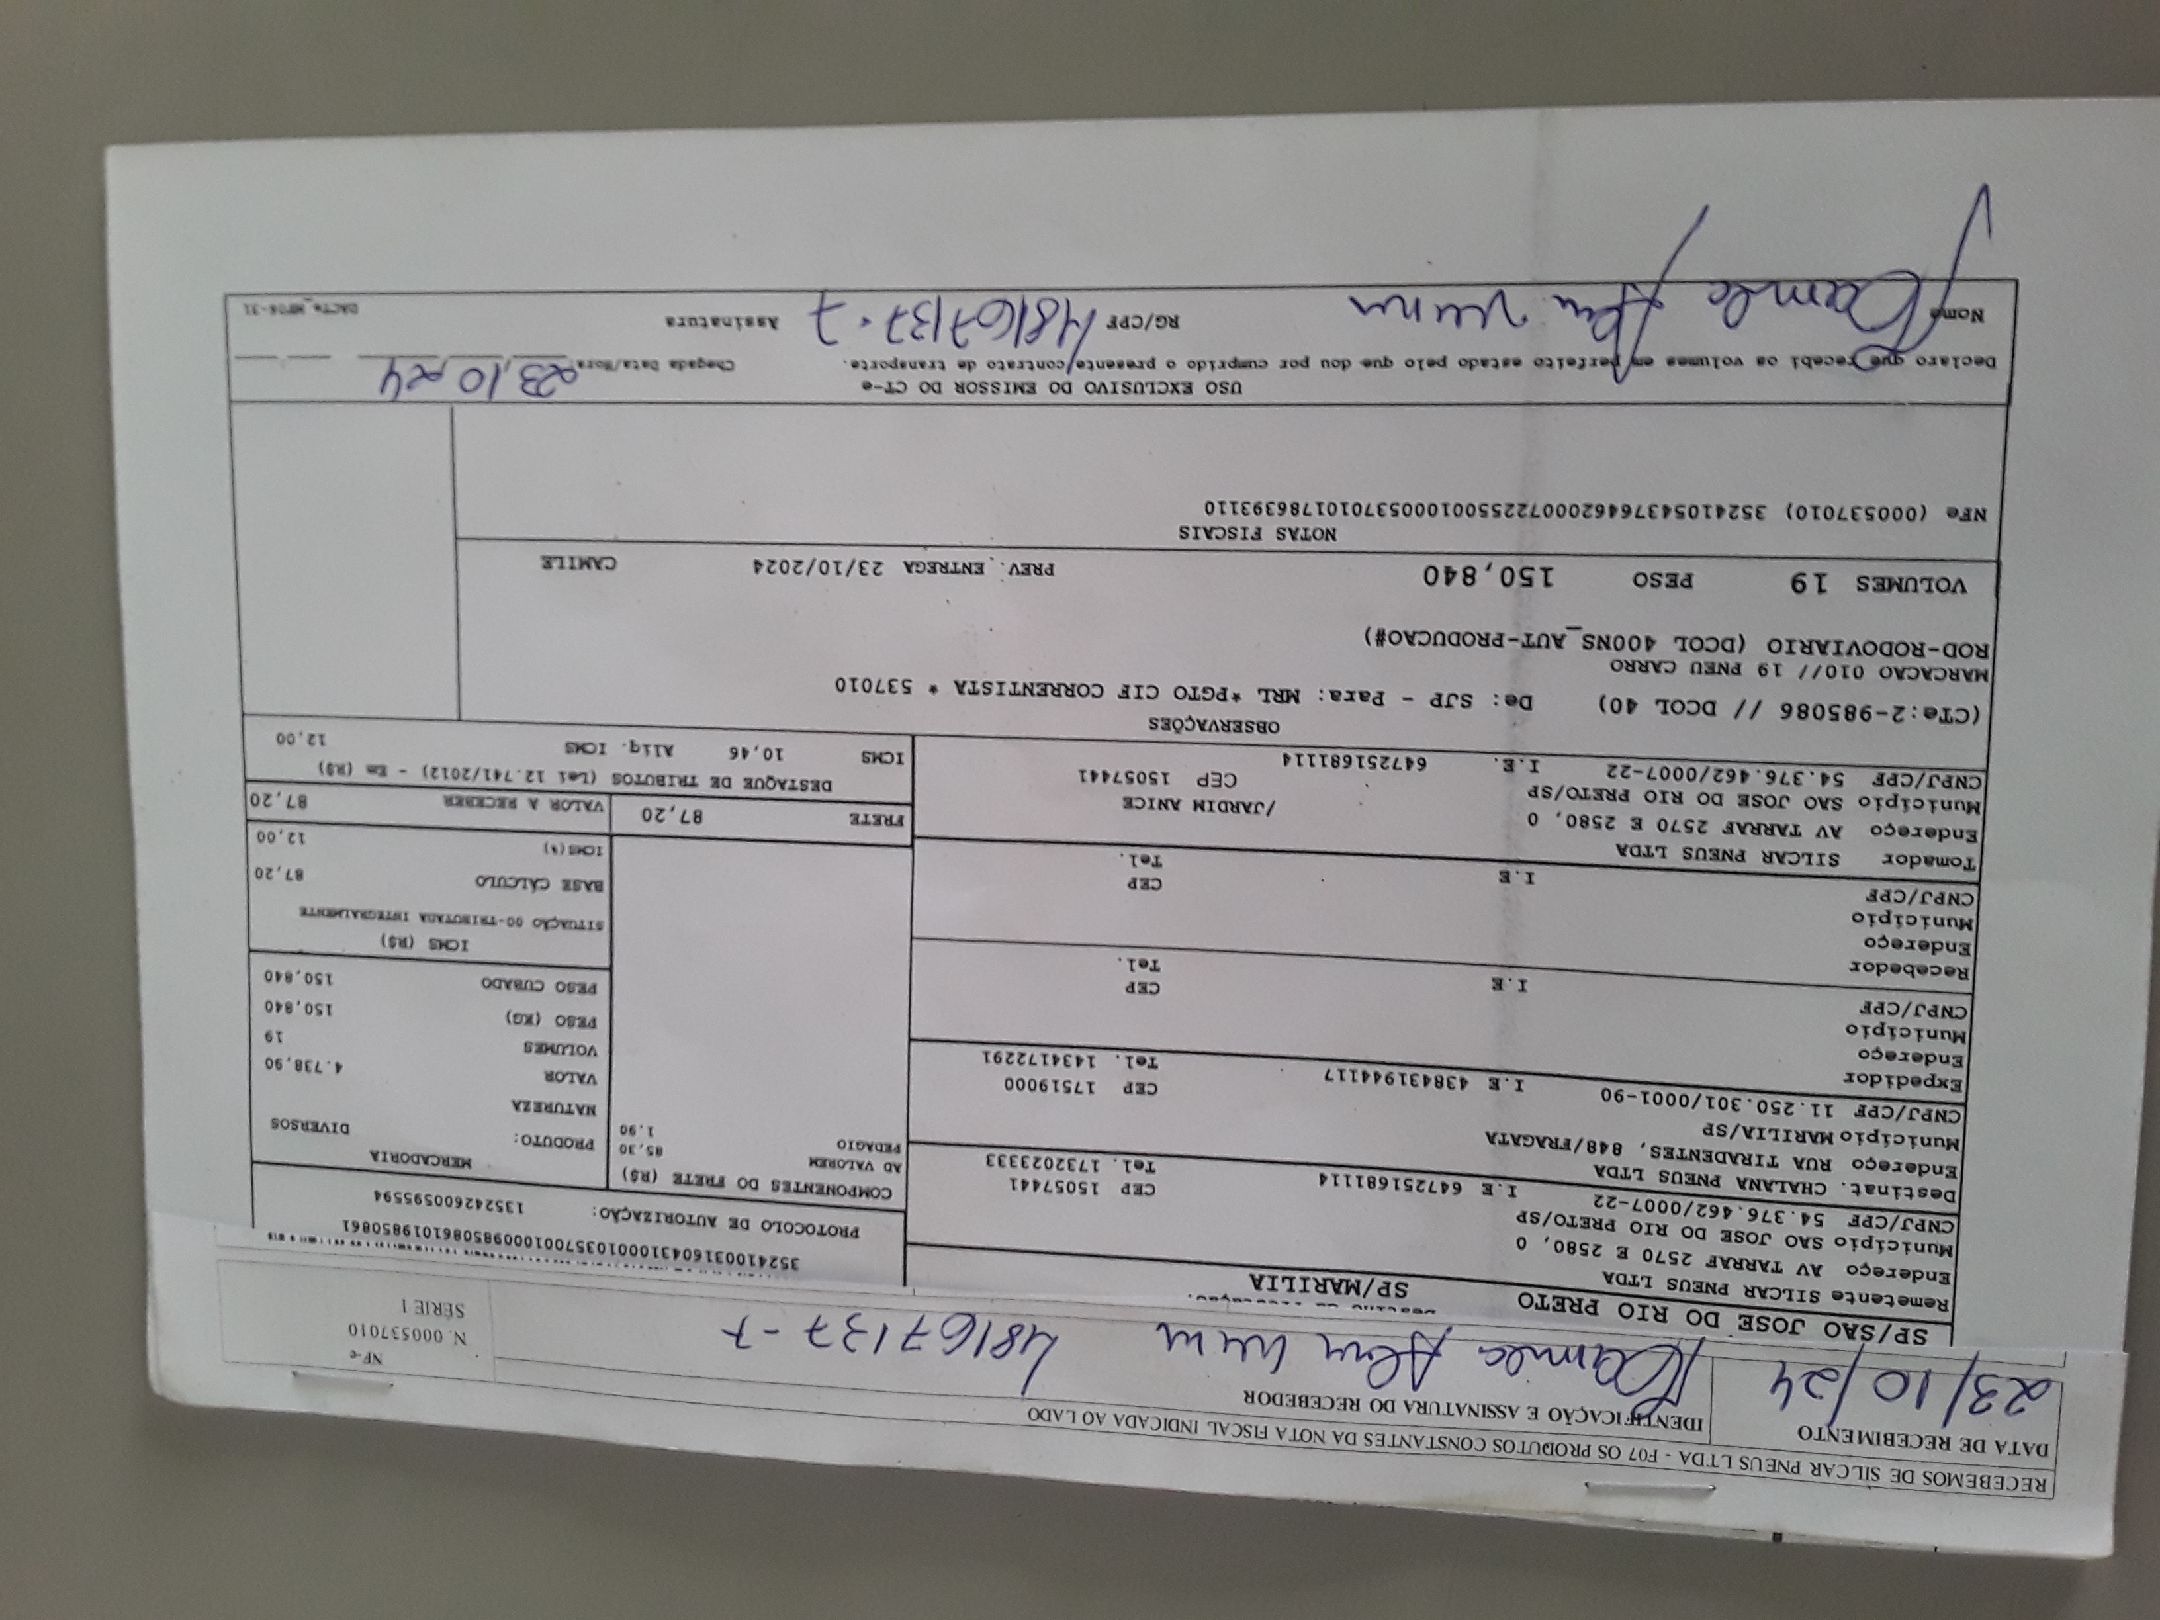 RECEBEMOS DE SILCAR PNEUS LTDA - F07 OS PRODUTOS CONSTANTES DA NOTA FISCAL INDICADA AO LADO
DATA DE RECEBIMENTO
23/10/24
IDENTIFICAÇÃO E ASSINATURA DO RECEBEDOR
48167137-7
NF-e
N. 000537010
SÉRIE 1
SP/SAO JOSE DO RIO PRETO SP/MARILIA
Remetente SILCAR PNEUS LTDA
Endereço AV TARRAF 2570 E 2580, 0
Município SAO JOSE DO RIO PRETO/SP CEP 15057441
CNPJ/CPF 54.376.462/0007-22 I.E 647251681114 Tel. 1732023333
Destinat. CHALANA PNEUS LTDA
Endereço RUA TIRADENTES, 848/FRAGATA
Município MARILIA/SP CEP 17519000
CNPJ/CPF 11.250.301/0001-90 I.E 438431944117 Tel. 1434172291
Expedidor
Endereço
Município CEP
CNPJ/CPF I.E Tel.
Recebedor
Endereço
Município CEP
CNPJ/CPF I.E Tel.
Tomador SILCAR PNEUS LTDA
Endereço AV TARRAF 2570 E 2580, 0 /JARDIM ANICE
Município SAO JOSE DO RIO PRETO/SP CEP 15057441
CNPJ/CPF 54.376.462/0007-22 I.E. 647251681114
35241003160431000103570010009850861019850861
PROTOCOLO DE AUTORIZAÇÃO: 135242600595594
COMPONENTES DO FRETE (R$)
AD VALOREM 85,30
PEDAGIO 1.90
MERCADORIA
PRODUTO: DIVERSOS
NATUREZA
VALOR 4.738,90
VOLUMES 19
PESO (KG) 150,840
PESO CUBADO 150,840
ICMS (R$)
SITUAÇÃO 00-TRIBUTADA INTEGRALMENTE
BASE CÁLCULO 87,20
ICMS(%) 12,00
FRETE 87,20 VALOR A RECEBER 87,20
DESTAQUE DE TRIBUTOS (Lei 12.741/2012) - Em (R$)
ICMS 10,46 Alíq. ICMS 12,00
OBSERVAÇÕES
(CTe:2-985086 // DCOL 40) De: SJP - Para: MRL *PGTO CIF CORRENTISTA * 537010
MARCACAO 010// 19 PNEU CARRO
ROD-RODOVIARIO (DCOL 400NS_AUT-PRODUCAO#)
VOLUMES 19 PESO 150,840 PREV. ENTREGA 23/10/2024 CAMILE
NOTAS FISCAIS
NFe (000537010) 35241054376462000722550010005370101786393110
USO EXCLUSIVO DO EMISSOR DO CT-e
Declaro que recebi os volumes em perfeito estado pelo que dou por cumprido o presente contrato de transporte.
Chegada Data/Hora 23,10,24
Nome RG/CPF 48167137-7 Assinatura
DACTe_MP04-31